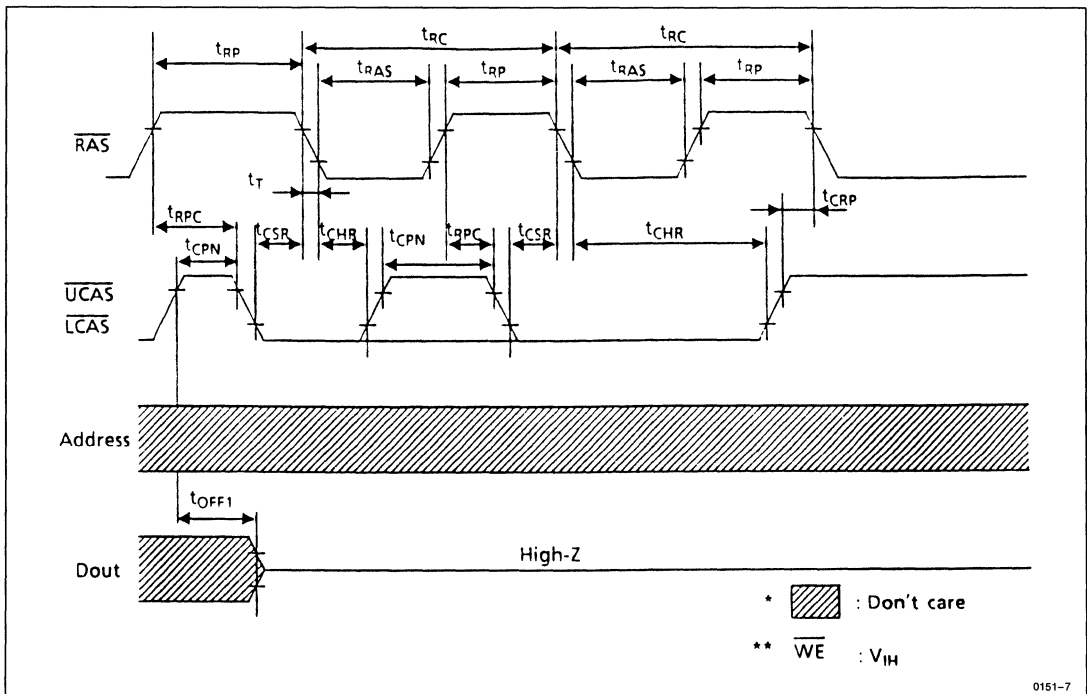 tRP tRC tRC
tRAS tRP tRAS tRP
RAS
tT
tCRP
tRPC tCSR tCHR tCPN tRPC tCSR tCHR
tCPN
UCAS
LCAS
Address
tOFF1
Dout
High-Z
* : Don't care
** WE : VIH
0151-7